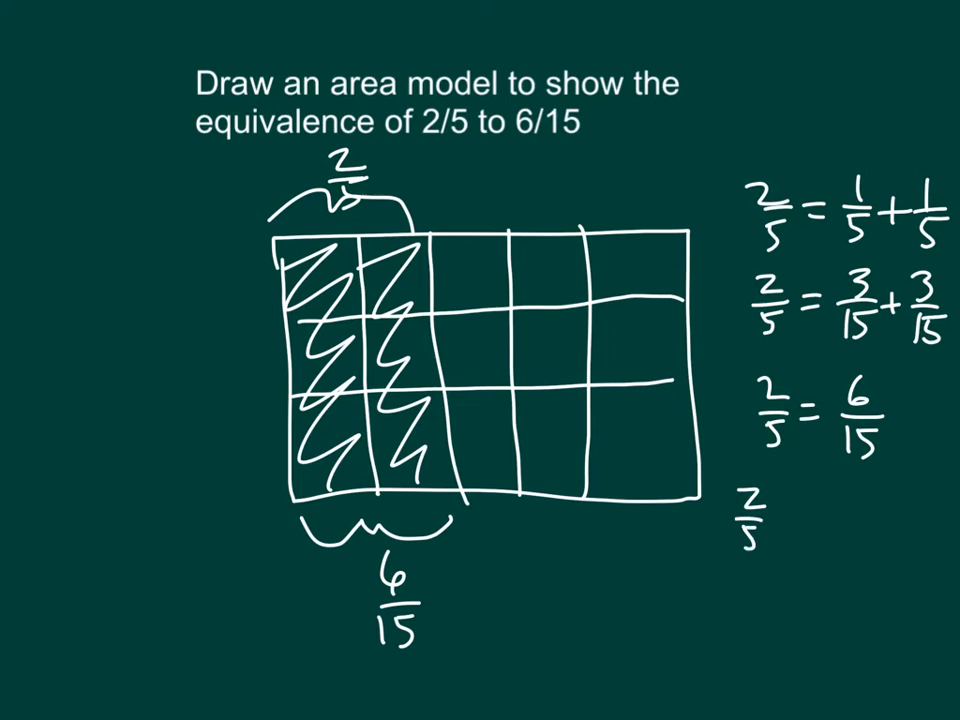 Draw an area model to show the
equivalence of 2/5 to 6/15
2/5
2/5 = 1/5 + 1/5
2/5 = 3/15 + 3/15
2/5 = 6/15
2/5
6/15